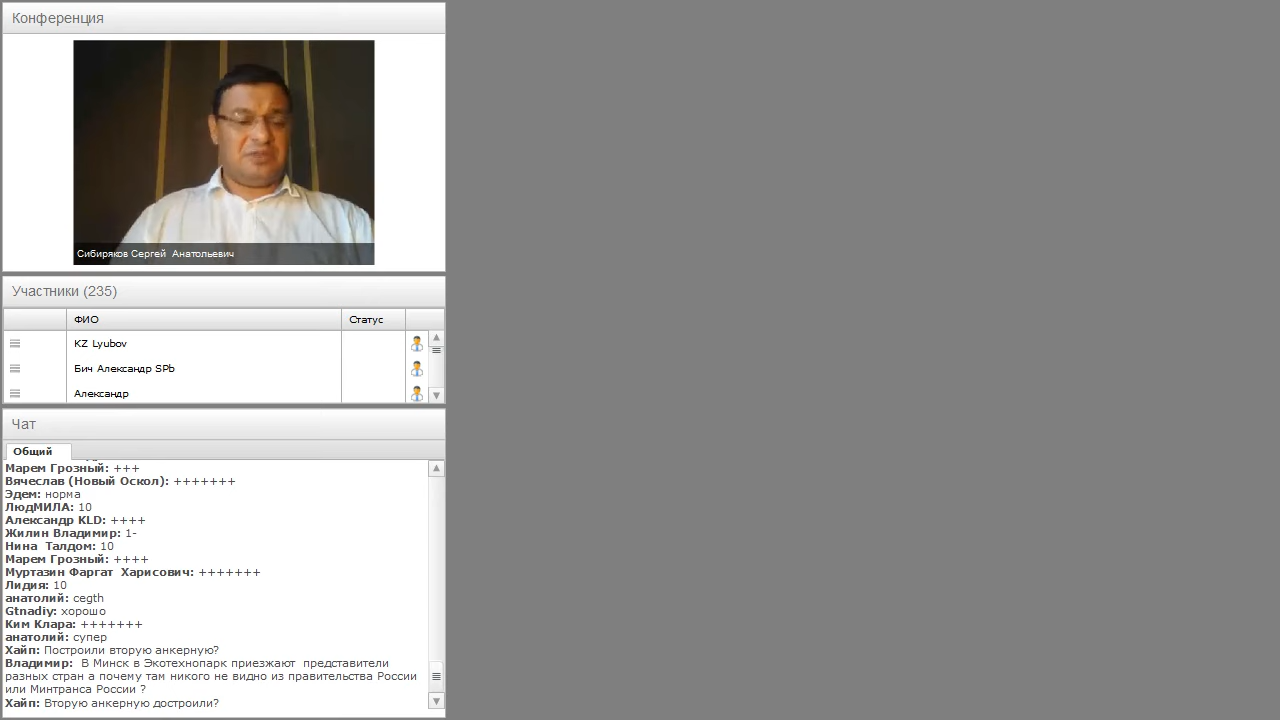 Конференция
Сибиряков Сергей Анатольевич
Участники (235)
ФИО Статус
KZ Lyubov
Бич Александр SPb
Александр
Чат
Общий
Марем Грозный: +++
Вячеслав (Новый Оскол): +++++++
Эдем: норма
ЛюдМИЛА: 10
Александр KLD: ++++
Жилин Владимир: 1-
Нина Талдом: 10
Марем Грозный: ++++
Муртазин Фаргат Харисович: +++++++
Лидия: 10
анатолий: cegth
Gtnadiy: хорошо
Ким Клара: +++++++
анатолий: супер
Хайп: Построили вторую анкерную?
Владимир: В Минск в Экотехнопарк приезжают представители
разных стран а почему там никого не видно из правительства России
или Минтранса России ?
Хайп: Вторую анкерную достроили?